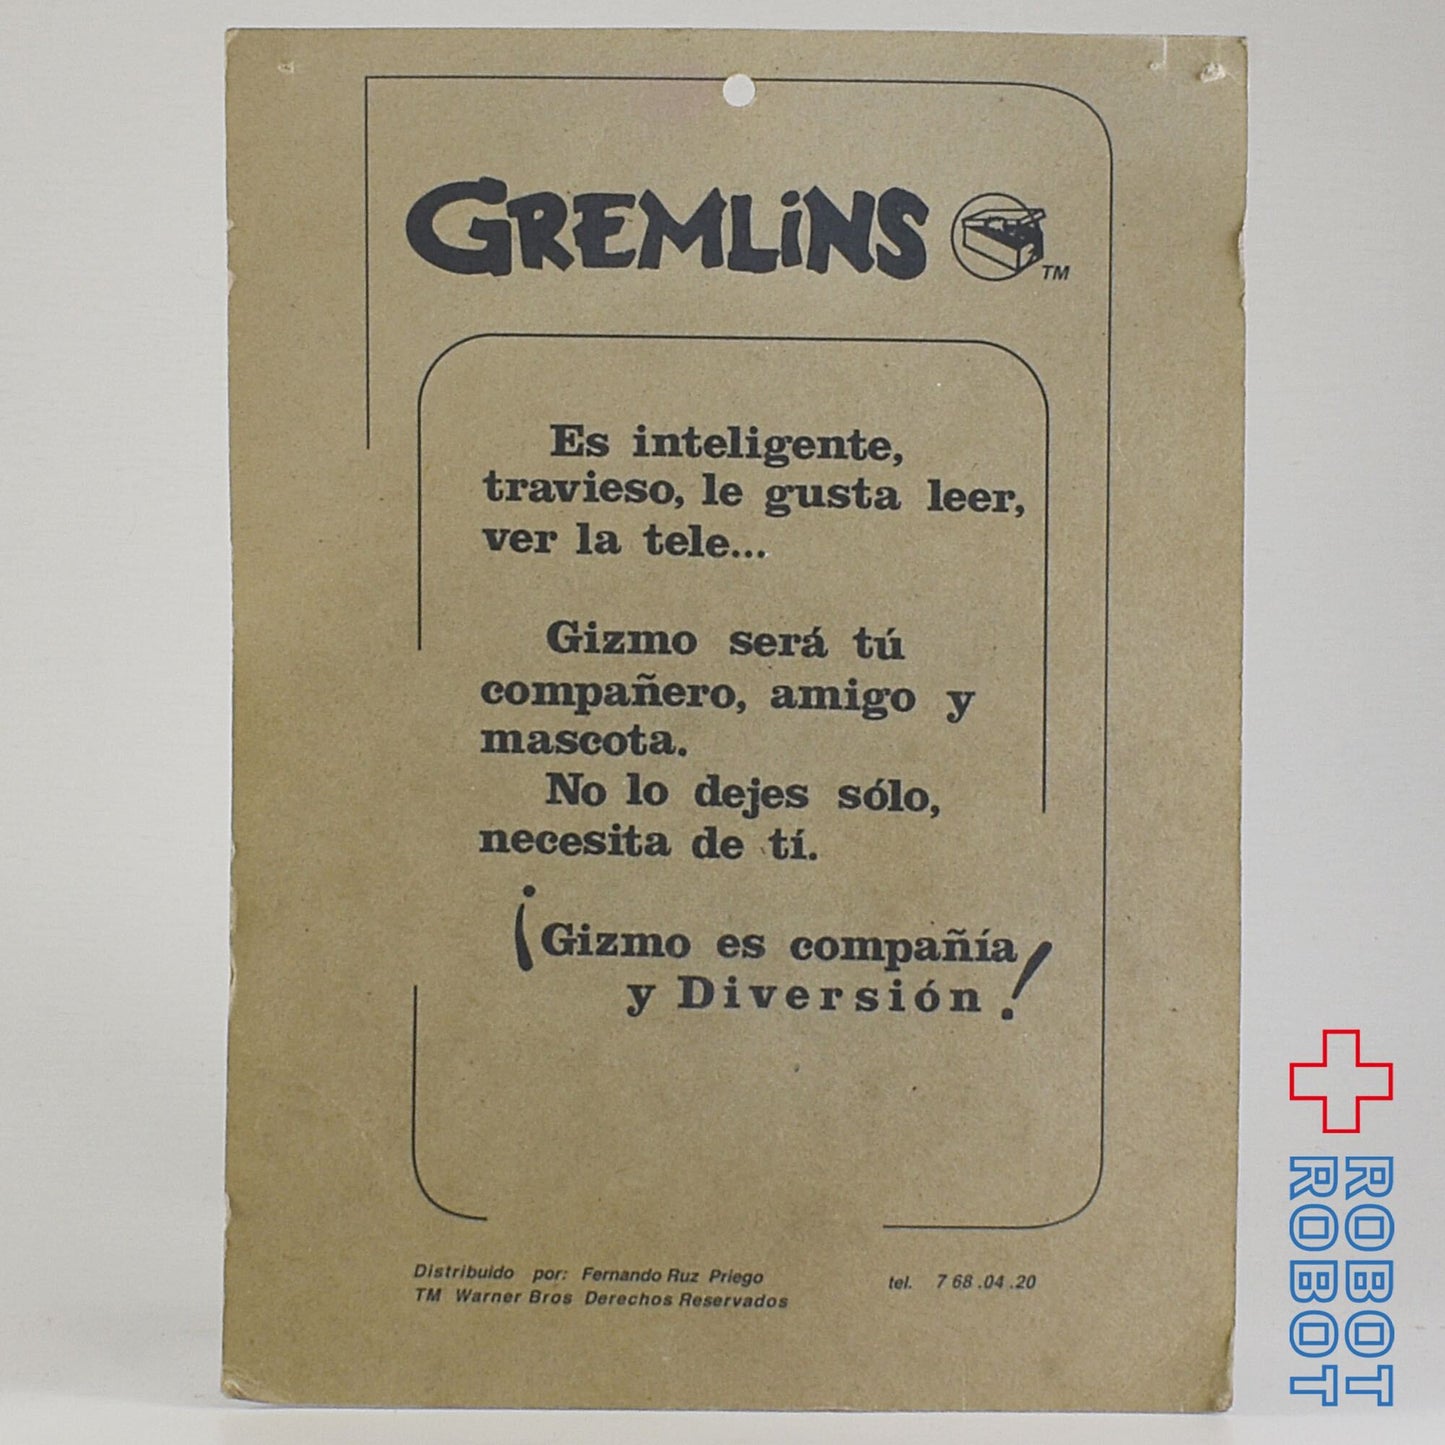 GREMLiNS
TM
Es inteligente,
travieso, le gusta leer,
ver la tele...
Gizmo será tú
compañero, amigo y
mascota.
No lo dejes sólo,
necesita de tí.
¡Gizmo es compañía
y Diversión!
Distribuido por: Fernando Ruz Priego
tel. 7 68 .04 .20
TM Warner Bros Derechos Reservados
ROBOT
ROBOT